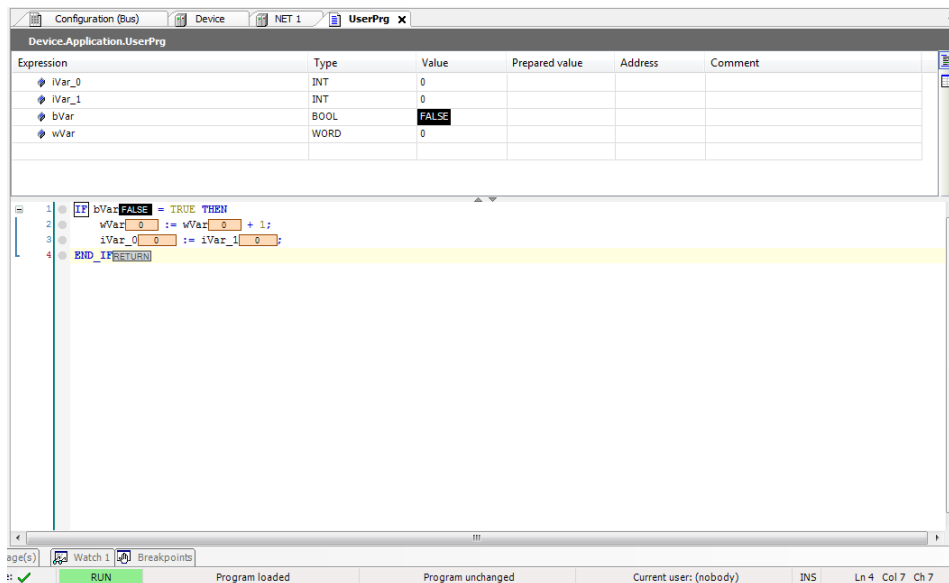 Configuration (Bus) Device NET 1 UserPrg X
Device.Application.UserPrg
Expression Type Value Prepared value Address Comment
iVar_0 INT 0
iVar_1 INT 0
bVar BOOL FALSE
wVar WORD 0
1 IF bVar FALSE = TRUE THEN
2 wVar 0 := wVar 0 + 1;
3 iVar_0 0 := iVar_1 0 ;
4 END_IF RETURN
age(s) Watch 1 Breakpoints
RUN Program loaded Program unchanged Current user: (nobody) INS Ln 4 Col 7 Ch 7